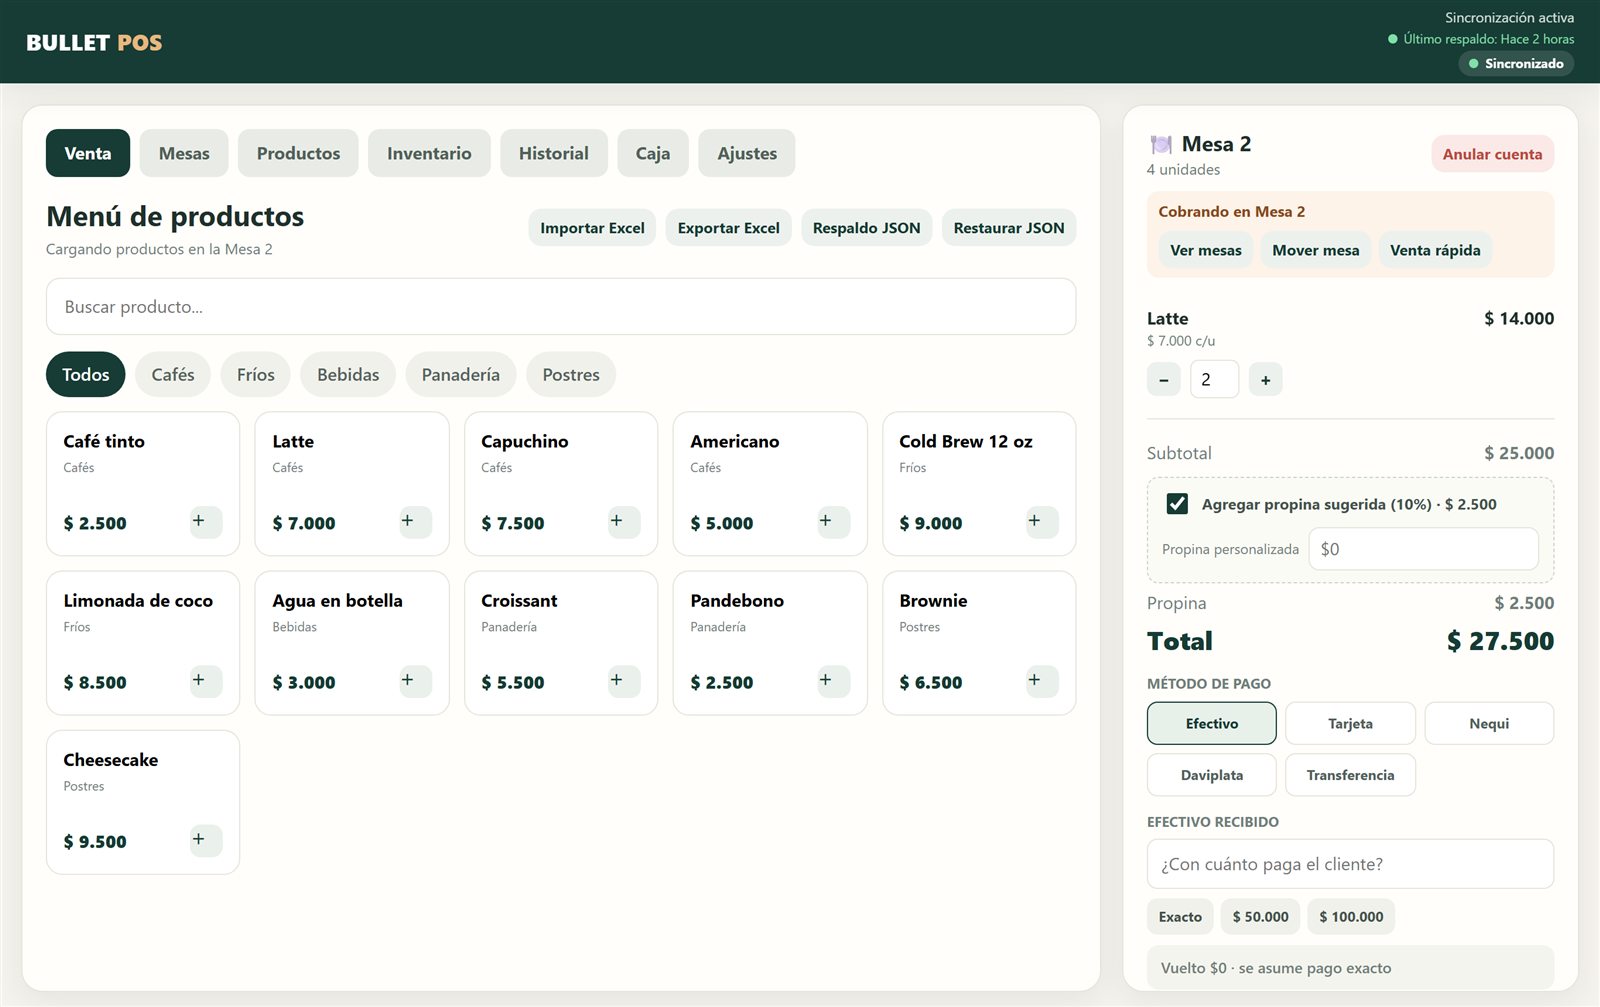 BULLET POS
Sincronización activa
Último respaldo: Hace 2 horas
Sincronizado
Venta
Mesas
Productos
Inventario
Historial
Caja
Ajustes
Menú de productos
Cargando productos en la Mesa 2
Importar Excel
Exportar Excel
Respaldo JSON
Restaurar JSON
Buscar producto...
Todos
Cafés
Fríos
Bebidas
Panadería
Postres
Café tinto
Cafés
$ 2.500
+
Latte
Cafés
$ 7.000
+
Capuchino
Cafés
$ 7.500
+
Americano
Cafés
$ 5.000
+
Cold Brew 12 oz
Fríos
$ 9.000
+
Limonada de coco
Fríos
$ 8.500
+
Agua en botella
Bebidas
$ 3.000
+
Croissant
Panadería
$ 5.500
+
Pandebono
Panadería
$ 2.500
+
Brownie
Postres
$ 6.500
+
Cheesecake
Postres
$ 9.500
+
Mesa 2
4 unidades
Anular cuenta
Cobrando en Mesa 2
Ver mesas
Mover mesa
Venta rápida
Latte
$ 14.000
$ 7.000 c/u
−
2
+
Subtotal
$ 25.000
Agregar propina sugerida (10%) · $ 2.500
Propina personalizada
$0
Propina
$ 2.500
Total
$ 27.500
MÉTODO DE PAGO
Efectivo
Tarjeta
Nequi
Daviplata
Transferencia
EFECTIVO RECIBIDO
¿Con cuánto paga el cliente?
Exacto
$ 50.000
$ 100.000
Vuelto $0 · se asume pago exacto